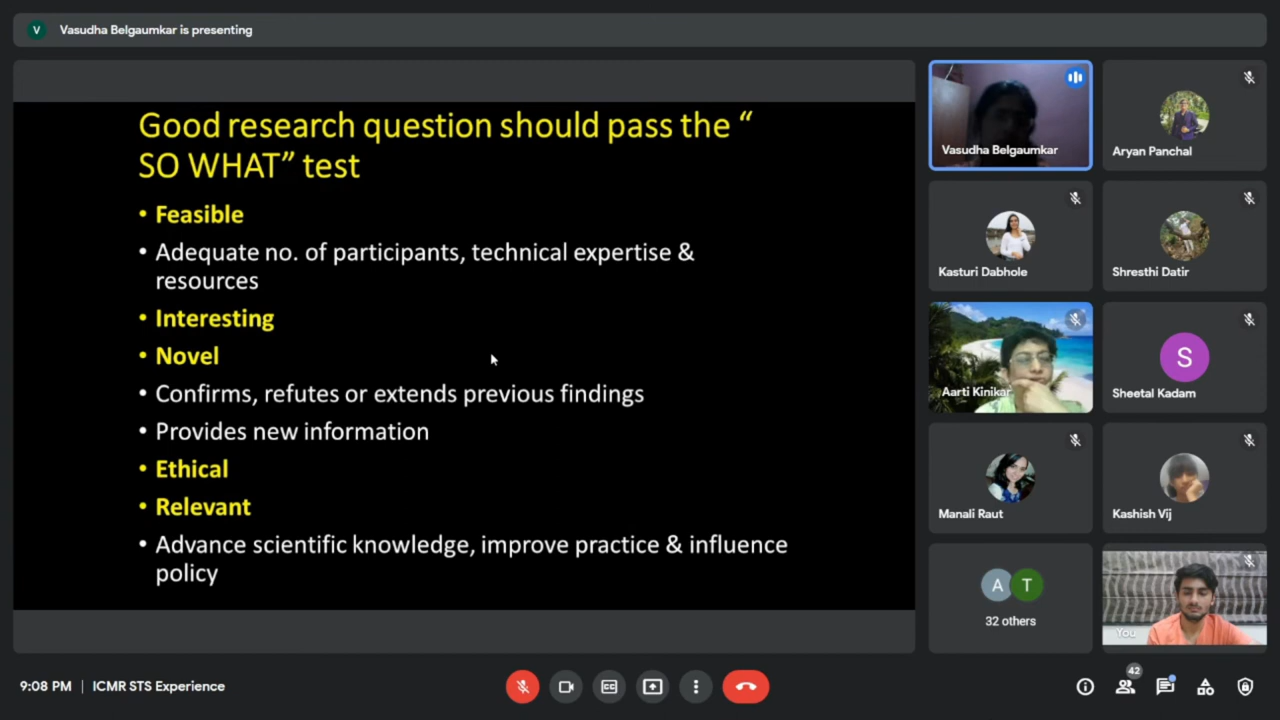 V
Vasudha Belgaumkar is presenting
Good research question should pass the “
SO WHAT” test
• Feasible
• Adequate no. of participants, technical expertise &
resources
• Interesting
• Novel
• Confirms, refutes or extends previous findings
• Provides new information
• Ethical
• Relevant
• Advance scientific knowledge, improve practice & influence
policy
Vasudha Belgaumkar
Aryan Panchal
Kasturi Dabhole
Shresthi Datir
Aarti Kinikar
S
Sheetal Kadam
Manali Raut
Kashish Vij
A T
32 others
You
9:08 PM | ICMR STS Experience
CC
42